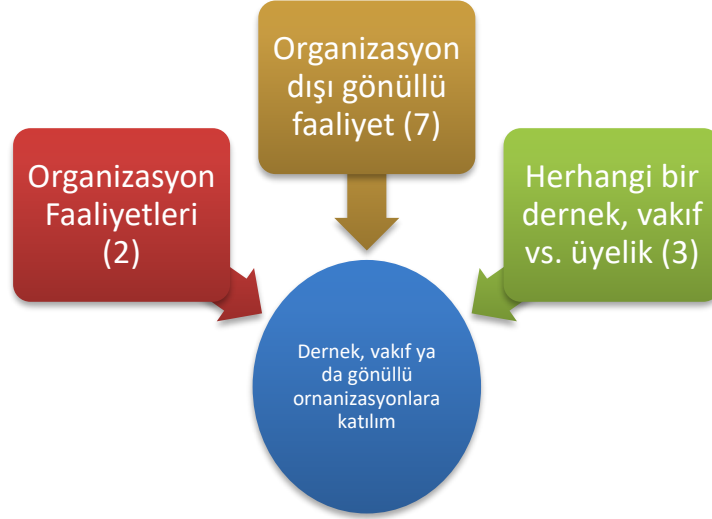 Organizasyon
dışı gönüllü
faaliyet (7)
Organizasyon
Faaliyetleri
(2)
Herhangi bir
dernek, vakıf
vs. üyelik (3)
Dernek, vakıf ya
da gönüllü
ornanizasyonlara
katılım